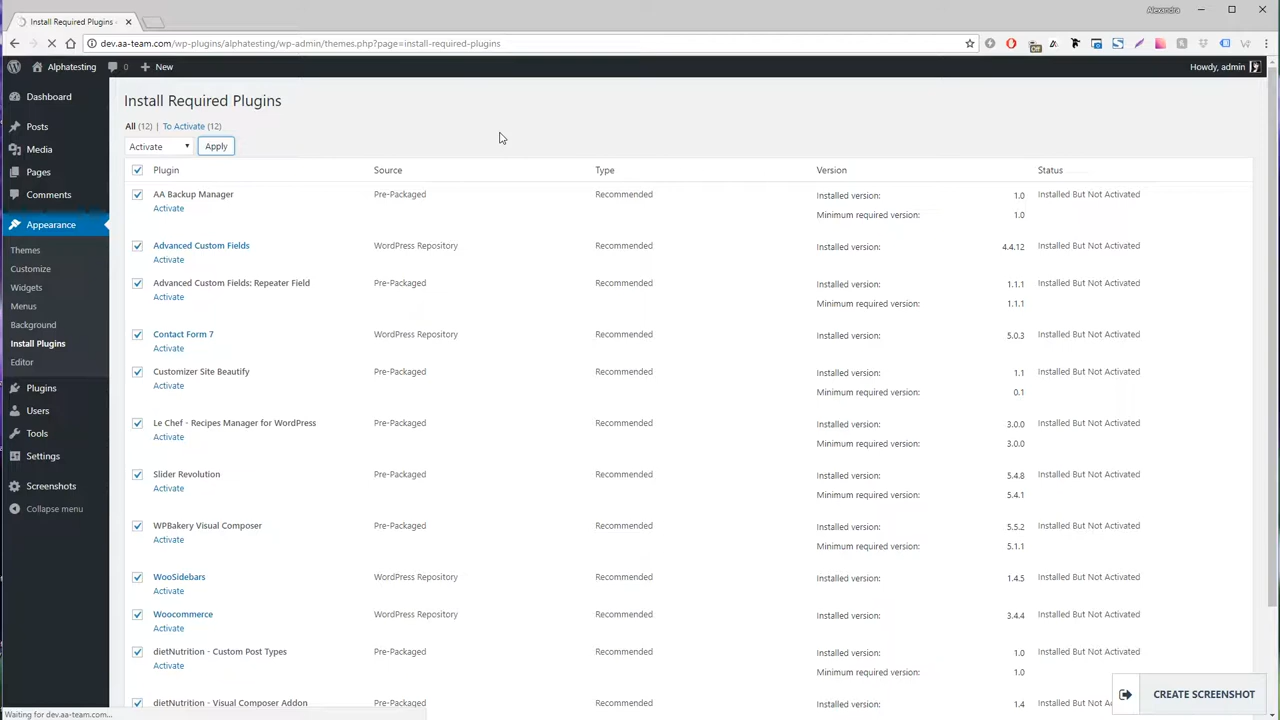 Install Required Plugins -
Alexandra
dev.aa-team.com/wp-plugins/alphatesting/wp-admin/themes.php?page=install-required-plugins
Off
Alphatesting 0 New
Howdy, admin
Dashboard
Posts
Media
Pages
Comments
Appearance
Themes
Customize
Widgets
Menus
Background
Install Plugins
Editor
Plugins
Users
Tools
Settings
Screenshots
Collapse menu
Install Required Plugins
All (12) | To Activate (12)
Activate Apply
Plugin Source Type Version Status
AA Backup Manager Pre-Packaged Recommended Installed version: 1.0 Installed But Not Activated
Activate Minimum required version: 1.0
Advanced Custom Fields WordPress Repository Recommended Installed version: 4.4.12 Installed But Not Activated
Activate
Advanced Custom Fields: Repeater Field Pre-Packaged Recommended Installed version: 1.1.1 Installed But Not Activated
Activate Minimum required version: 1.1.1
Contact Form 7 WordPress Repository Recommended Installed version: 5.0.3 Installed But Not Activated
Activate
Customizer Site Beautify Pre-Packaged Recommended Installed version: 1.1 Installed But Not Activated
Activate Minimum required version: 0.1
Le Chef - Recipes Manager for WordPress Pre-Packaged Recommended Installed version: 3.0.0 Installed But Not Activated
Activate Minimum required version: 3.0.0
Slider Revolution Pre-Packaged Recommended Installed version: 5.4.8 Installed But Not Activated
Activate Minimum required version: 5.4.1
WPBakery Visual Composer Pre-Packaged Recommended Installed version: 5.5.2 Installed But Not Activated
Activate Minimum required version: 5.1.1
WooSidebars WordPress Repository Recommended Installed version: 1.4.5 Installed But Not Activated
Activate
Woocommerce WordPress Repository Recommended Installed version: 3.4.4 Installed But Not Activated
Activate
dietNutrition - Custom Post Types Pre-Packaged Recommended Installed version: 1.0 Installed But Not Activated
Activate Minimum required version: 1.0
dietNutrition - Visual Composer Addon Pre-Packaged Recommended Installed version: 1.4 Installed But Not Activated
CREATE SCREENSHOT
Waiting for dev.aa-team.com...